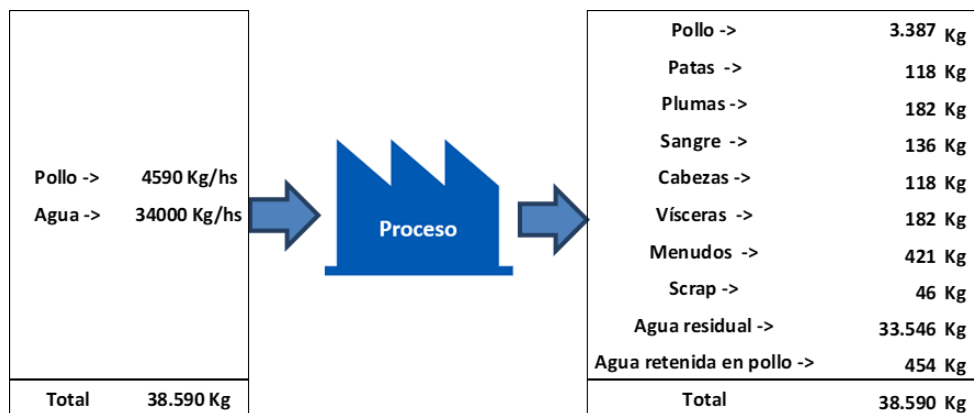 Pollo -> 4590 Kg/hs
Agua -> 34000 Kg/hs
Total 38.590 Kg
Proceso
Pollo -> 3.387 Kg
Patas -> 118 Kg
Plumas -> 182 Kg
Sangre -> 136 Kg
Cabezas -> 118 Kg
Vísceras -> 182 Kg
Menudos -> 421 Kg
Scrap -> 46 Kg
Agua residual -> 33.546 Kg
Agua retenida en pollo -> 454 Kg
Total 38.590 Kg